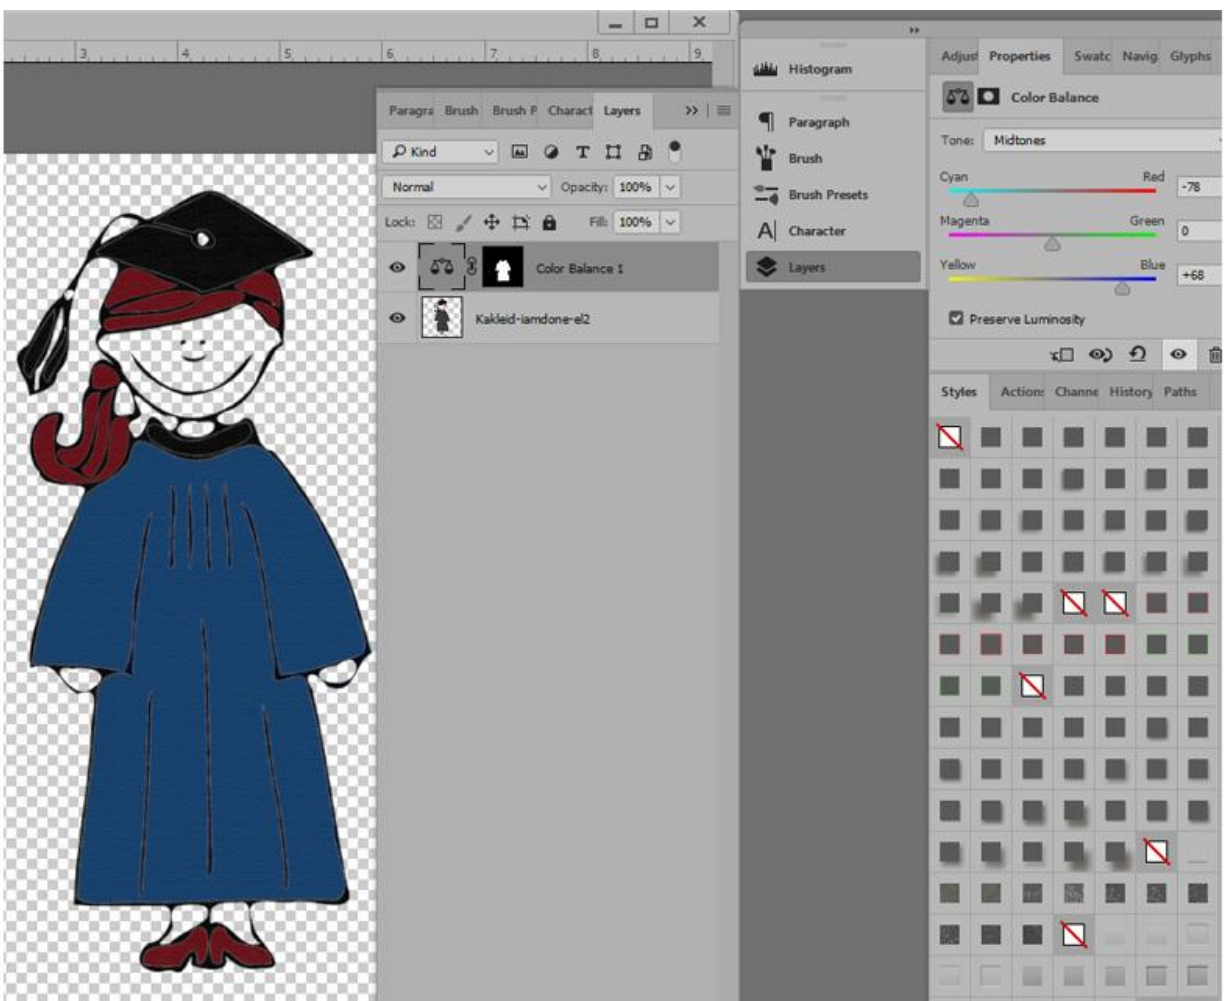 3 4 5 6 7 8 9
Paragra Brush Brush P Charact Layers
Kind
Normal Opacity: 100%
Lock: Fill: 100%
Color Balance 1
Kakleid-iamdone-el2
Histogram
Paragraph
Brush
Brush Presets
A Character
Layers
Adjust Properties Swatc Navig Glyphs
Color Balance
Tone: Midtones
Cyan Red -78
Magenta Green 0
Yellow Blue +68
Preserve Luminosity
Styles Actions Channe History Paths